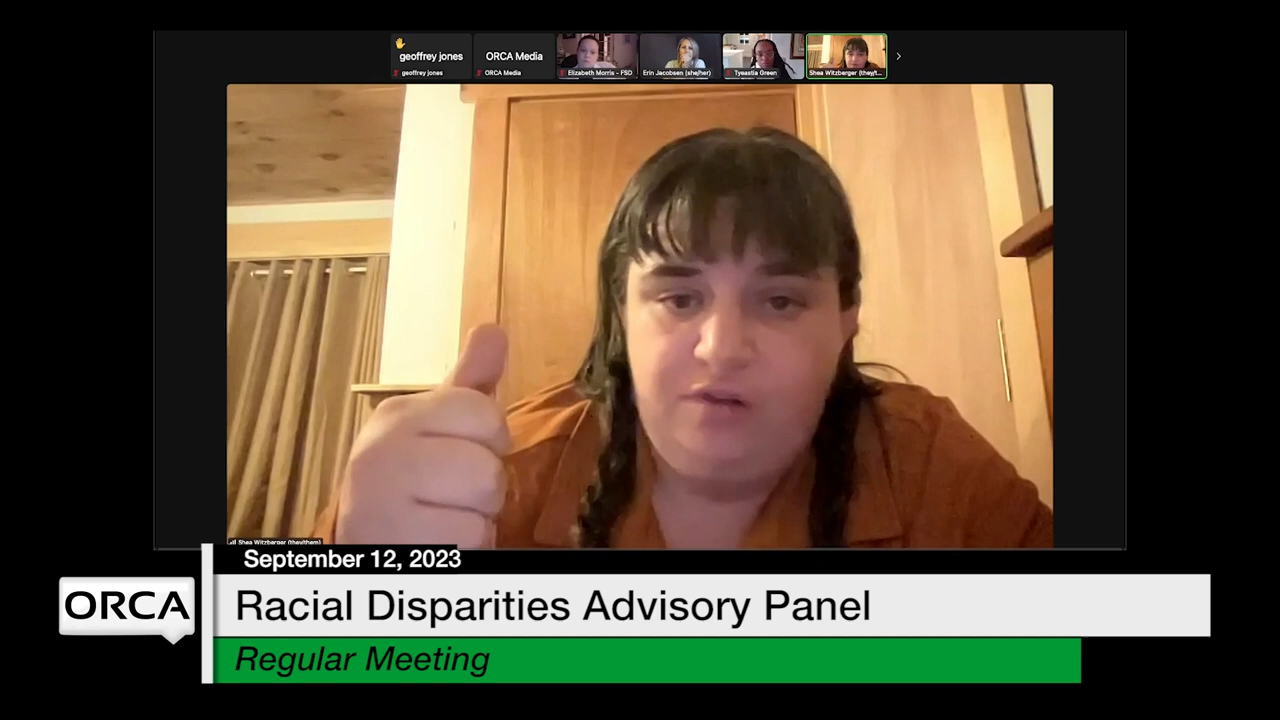 geoffrey jones
geoffrey jones
ORCA Media
ORCA Media
Elizabeth Morris - FSD
Erin Jacobsen (she/her)
Tyeastia Green
Shea Witzberger (they/t...
Shea Witzberger (they/them)
September 12, 2023
ORCA
Racial Disparities Advisory Panel
Regular Meeting